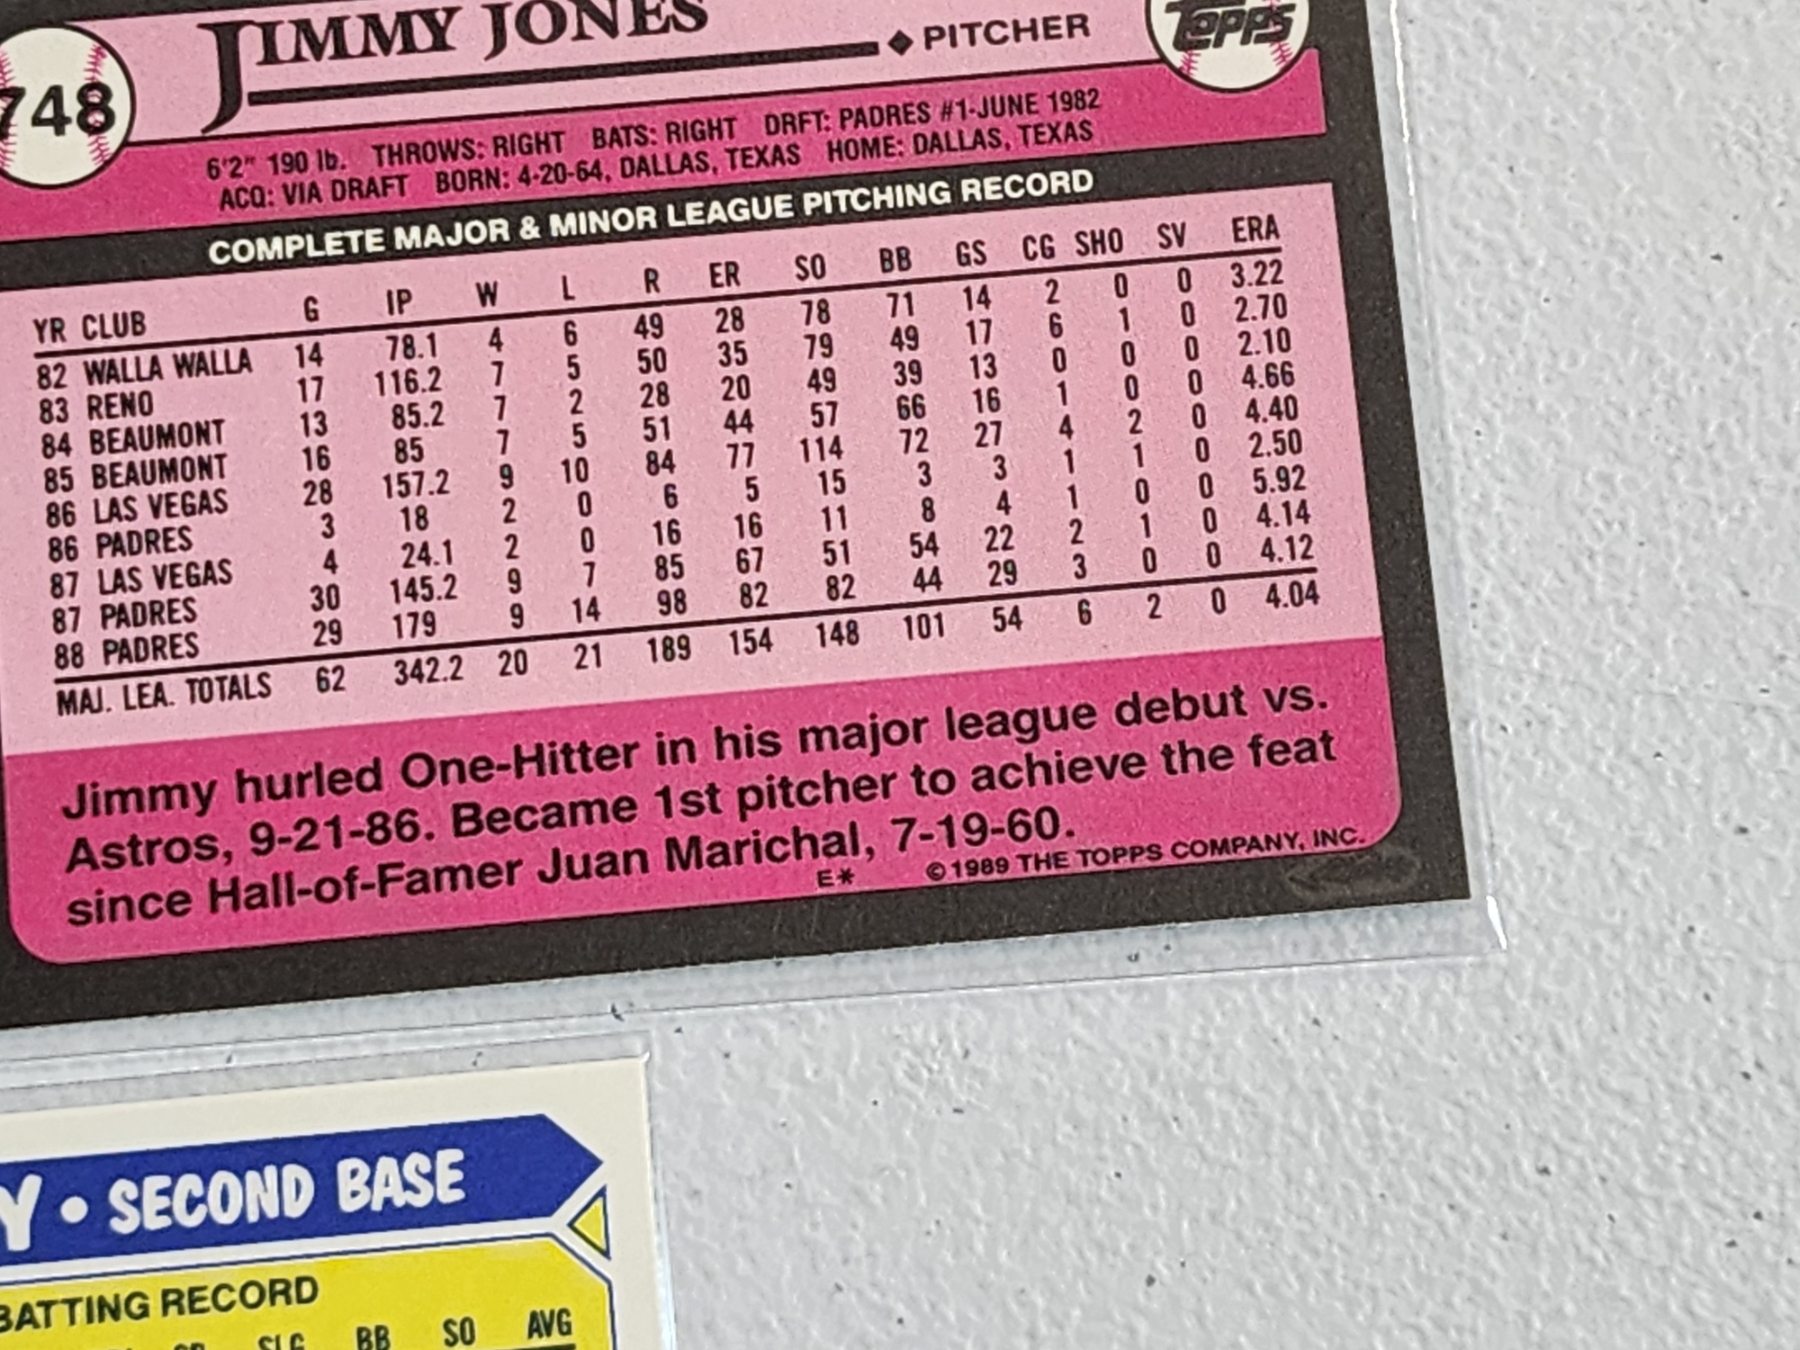 748
JIMMY JONES ◆ PITCHER
TOPPS
6'2" 190 lb. THROWS: RIGHT BATS: RIGHT DRFT: PADRES #1-JUNE 1982
ACQ: VIA DRAFT BORN: 4-20-64, DALLAS, TEXAS HOME: DALLAS, TEXAS
COMPLETE MAJOR & MINOR LEAGUE PITCHING RECORD
YR CLUB G IP W L R ER SO BB GS CG SHO SV ERA
82 WALLA WALLA 14 78.1 4 6 49 28 78 71 14 2 0 0 3.22
83 RENO 17 116.2 7 5 50 35 79 49 17 6 1 0 2.70
84 BEAUMONT 13 85.2 7 2 28 20 49 39 13 0 0 0 2.10
85 BEAUMONT 16 85 7 5 51 44 57 66 16 1 0 0 4.66
86 LAS VEGAS 28 157.2 9 10 84 77 114 72 27 4 2 0 4.40
86 PADRES 3 18 2 0 6 5 15 3 3 1 1 0 2.50
87 LAS VEGAS 4 24.1 2 0 16 16 11 8 4 1 0 0 5.92
87 PADRES 30 145.2 9 7 85 67 51 54 22 2 1 0 4.14
88 PADRES 29 179 9 14 98 82 82 44 29 3 0 0 4.12
MAJ. LEA. TOTALS 62 342.2 20 21 189 154 148 101 54 6 2 0 4.04
Jimmy hurled One-Hitter in his major league debut vs.
Astros, 9-21-86. Became 1st pitcher to achieve the feat
since Hall-of-Famer Juan Marichal, 7-19-60.
E* ©1989 THE TOPPS COMPANY, INC.
Y • SECOND BASE
BATTING RECORD
SLG BB SO AVG